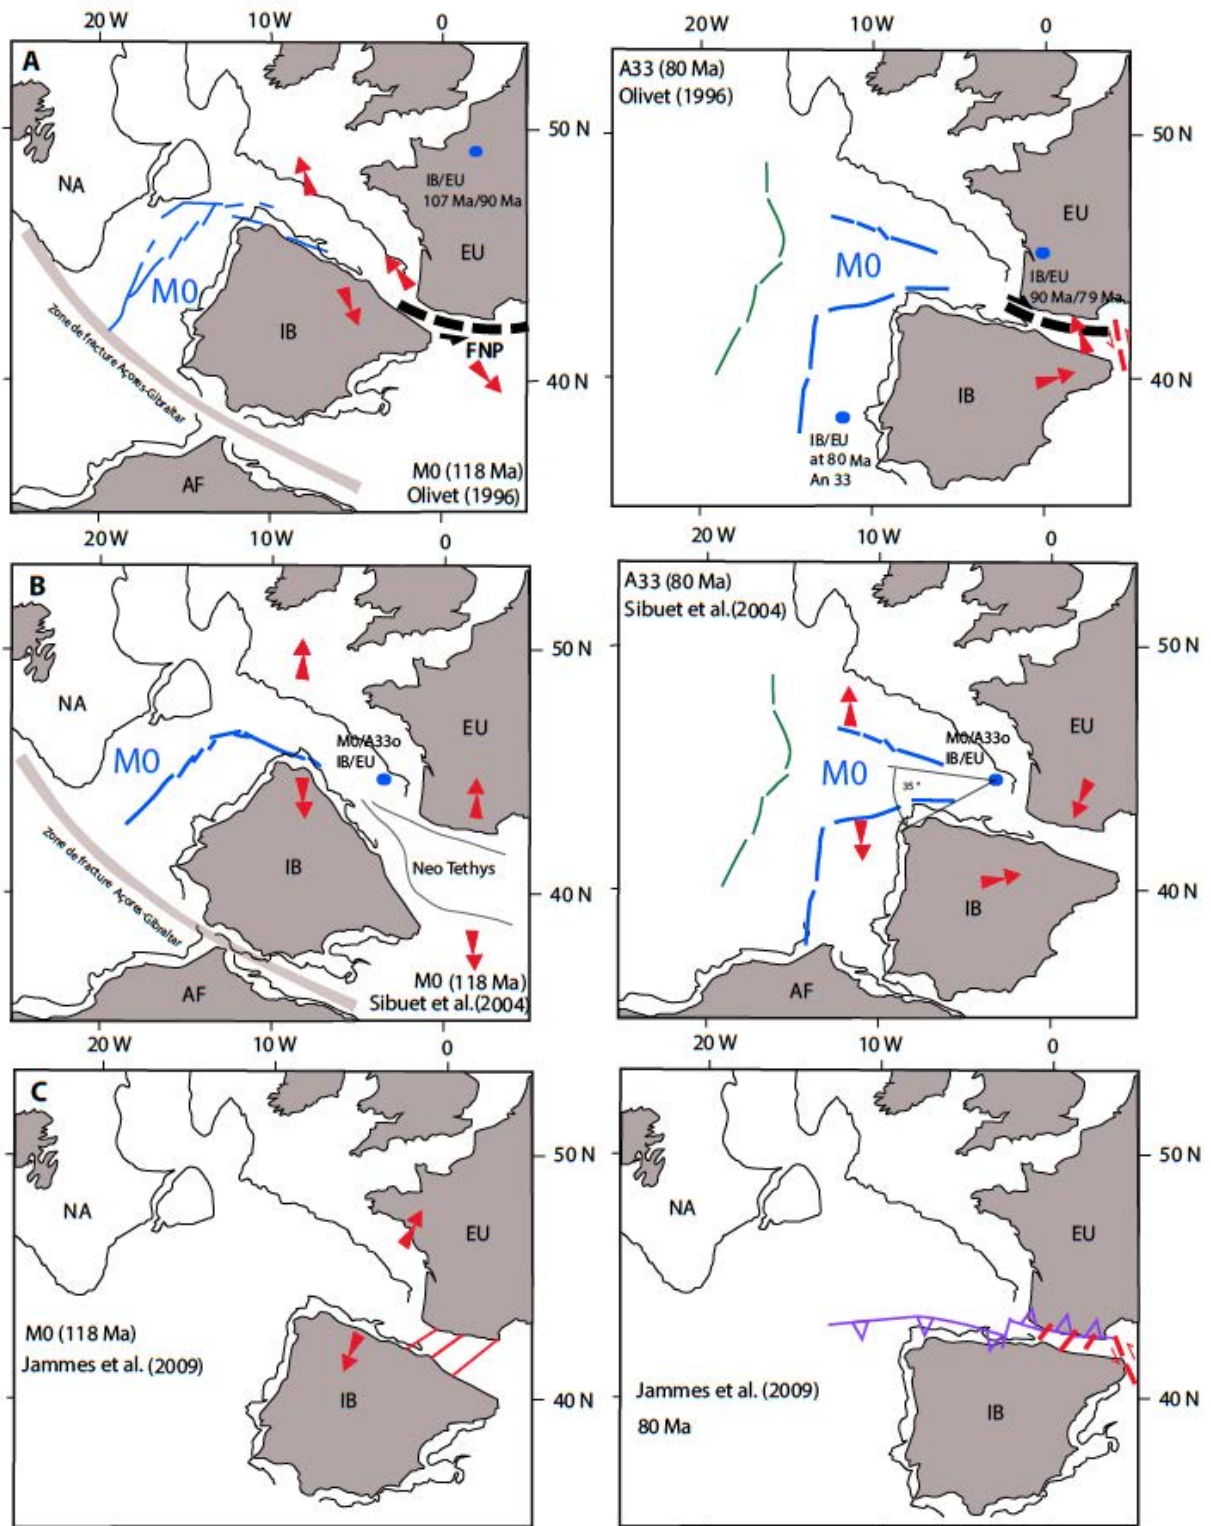 20 W 10 W 0
A
NA
IB/EU
107 Ma/90 Ma
EU
M0
IB
FNP
Zone de fracture Açores-Gibraltar
AF
M0 (118 Ma)
Olivet (1996)
50 N
40 N
20 W 10 W 0
A33 (80 Ma)
Olivet (1996)
EU
M0
IB/EU
90 Ma/79 Ma
IB
IB/EU
at 80 Ma
An 33
50 N
40 N
20 W 10 W 0
B
NA
M0
M0/A33o
IB/EU
EU
IB
Neo Tethys
Zone de fracture Açores-Gibraltar
AF
M0 (118 Ma)
Sibuet et al.(2004)
50 N
40 N
20 W 10 W 0
A33 (80 Ma)
Sibuet et al.(2004)
M0/A33o
IB/EU
EU
M0
35 °
IB
AF
50 N
40 N
20 W 10 W 0
C
NA
EU
M0 (118 Ma)
Jammes et al. (2009)
IB
50 N
40 N
20 W 10 W 0
NA
EU
Jammes et al. (2009)
80 Ma
IB
50 N
40 N